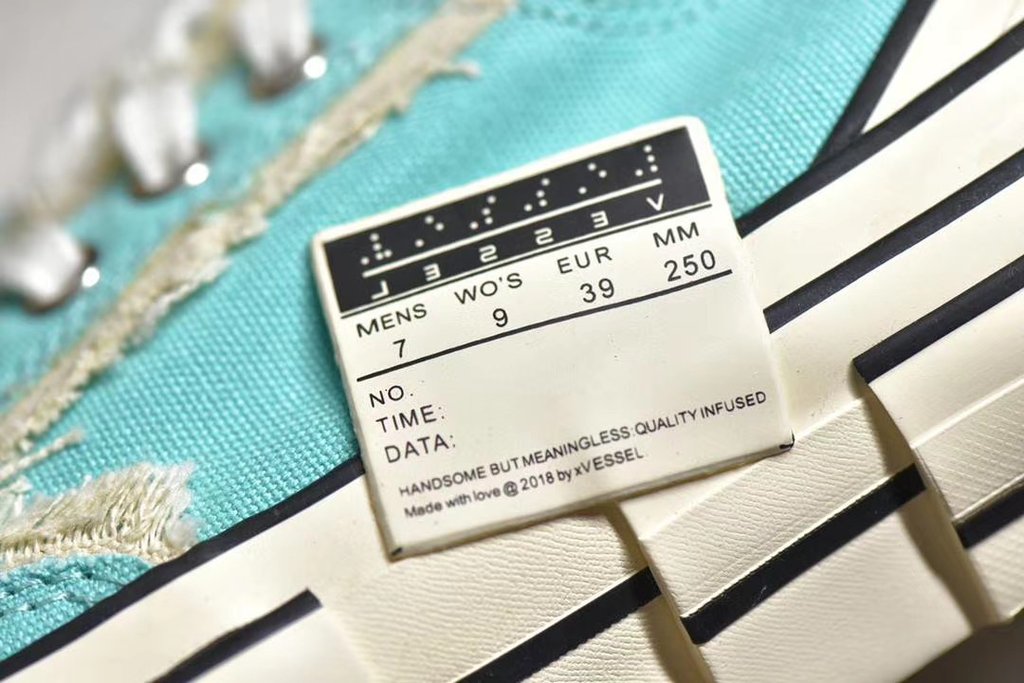 VESSEL
MENS WO'S EUR MM
7 9 39 250
NO.
TIME:
DATA:
HANDSOME BUT MEANINGLESS:QUALITY INFUSED
Made with love @ 2018 by xVESSEL